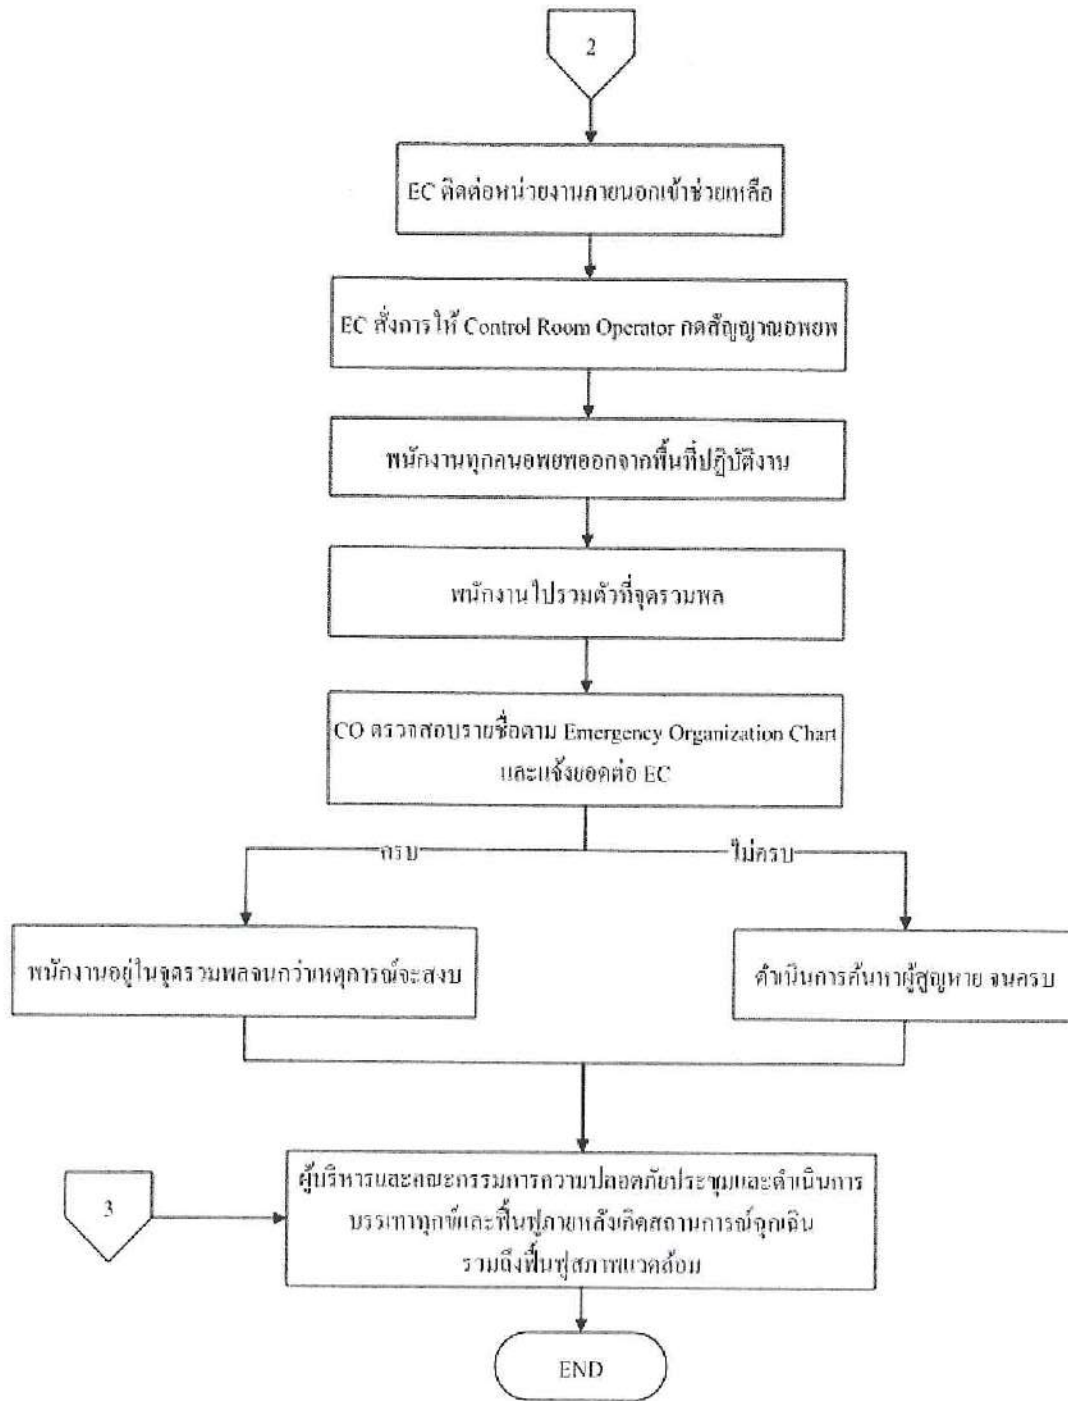 2
EC ติดต่อหน่วยงานภายนอกเข้าช่วยเหลือ
EC สั่งการให้ Control Room Operator กดสัญญาณอพยพ
พนักงานทุกคนอพยพออกจากพื้นที่ปฏิบัติงาน
พนักงานไปรวมตัวที่จุดรวมพล
CO ตรวจสอบรายชื่อตาม Emergency Organization Chart
และแจ้งยอดต่อ EC
ครบ
ไม่ครบ
พนักงานอยู่ในจุดรวมพลจนกว่าเหตุการณ์จะสงบ
ดำเนินการค้นหาผู้สูญหาย จนครบ
3
ผู้บริหารและคณะกรรมการความปลอดภัยประชุมและดำเนินการ
บรรเทาทุกข์และฟื้นฟูภายหลังเกิดสถานการณ์ฉุกเฉิน
รวมถึงฟื้นฟูสภาพแวดล้อม
END